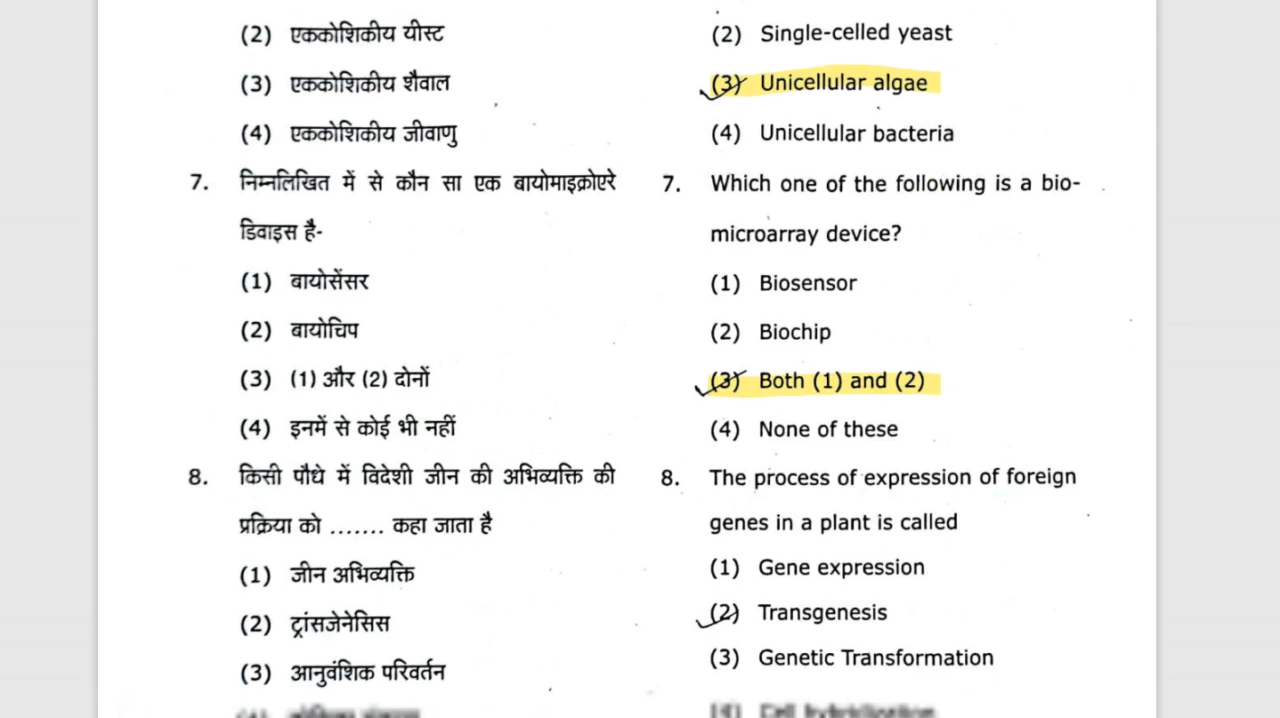 (2) एककोशिकीय यीस्ट
(3) एककोशिकीय शैवाल
(4) एककोशिकीय जीवाणु
7. निम्नलिखित में से कौन सा एक बायोमाइक्रोएरे
डिवाइस है-
(1) बायोसेंसर
(2) बायोचिप
(3) (1) और (2) दोनों
(4) इनमें से कोई भी नहीं
8. किसी पौधे में विदेशी जीन की अभिव्यक्ति की
प्रक्रिया को ....... कहा जाता है
(1) जीन अभिव्यक्ति
(2) ट्रांसजेनेसिस
(3) आनुवंशिक परिवर्तन
(2) Single-celled yeast
(3) Unicellular algae
(4) Unicellular bacteria
7. Which one of the following is a bio-
microarray device?
(1) Biosensor
(2) Biochip
(3) Both (1) and (2)
(4) None of these
8. The process of expression of foreign
genes in a plant is called
(1) Gene expression
(2) Transgenesis
(3) Genetic Transformation
(4) Cell hybridization